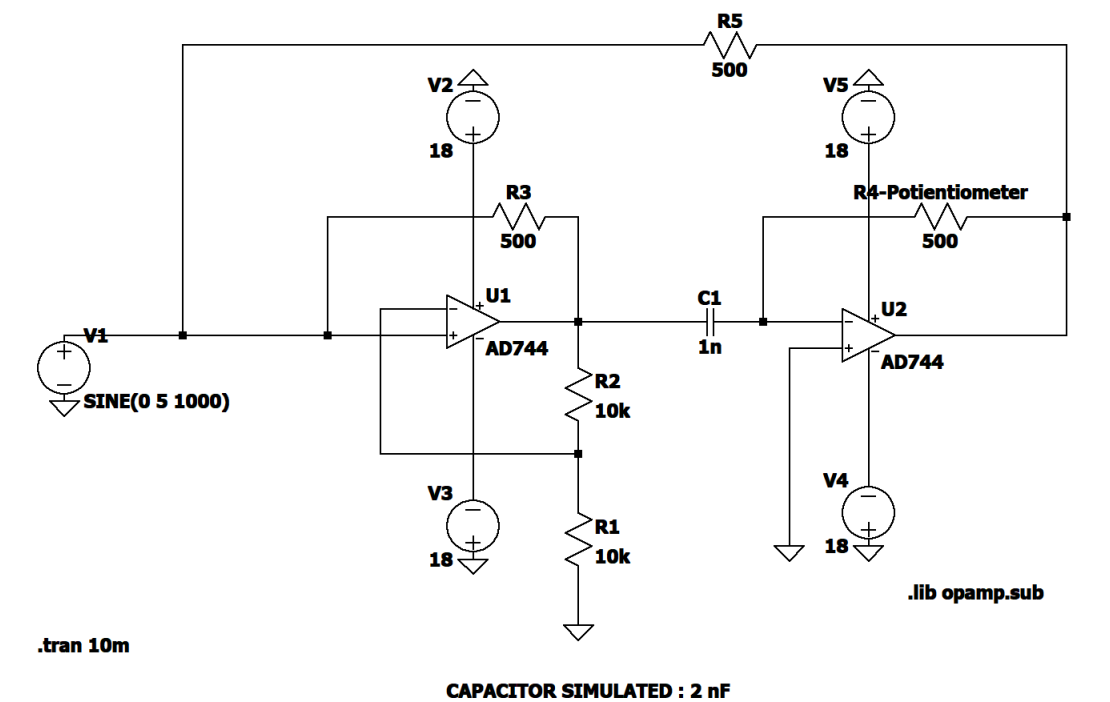 R5
500
V2
18
V5
18
R3
500
R4-Potientiometer
500
U1
AD744
C1
1n
U2
AD744
V1
SINE(0 5 1000)
R2
10k
V3
18
R1
10k
V4
18
.lib opamp.sub
.tran 10m
CAPACITOR SIMULATED : 2 nF